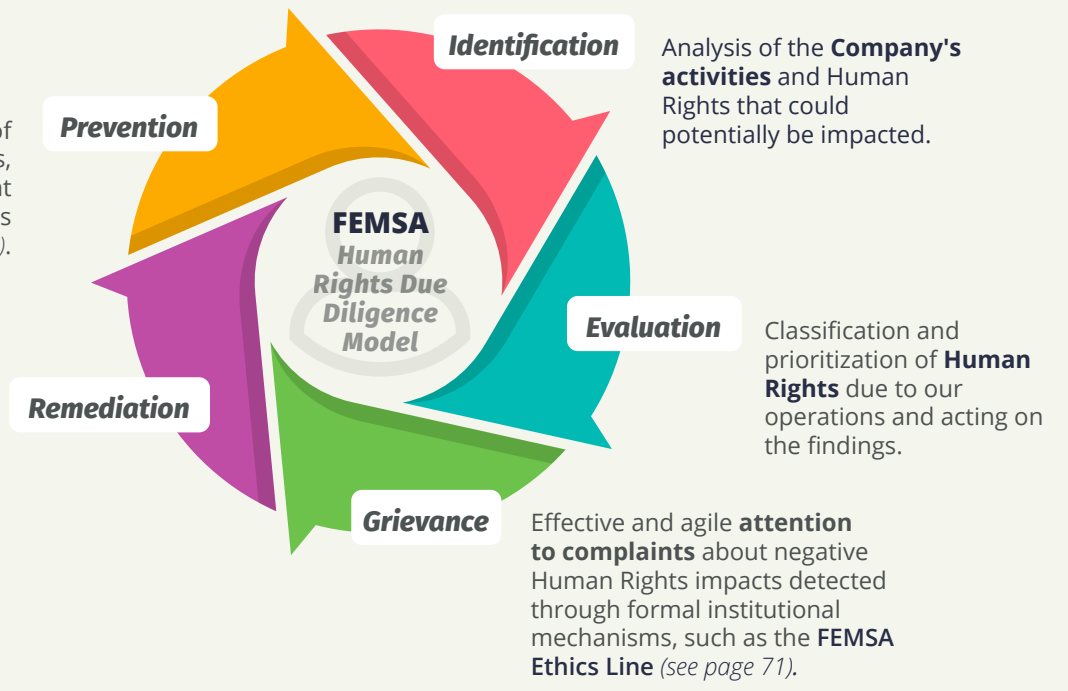 Identification
Analysis of the Company's
activities and Human
Rights that could
potentially be impacted.
Prevention
of
s,
t
s
).
FEMSA
Human
Rights Due
Diligence
Model
Evaluation
Classification and
prioritization of Human
Rights due to our
operations and acting on
the findings.
Remediation
Grievance
Effective and agile attention
to complaints about negative
Human Rights impacts detected
through formal institutional
mechanisms, such as the FEMSA
Ethics Line (see page 71).